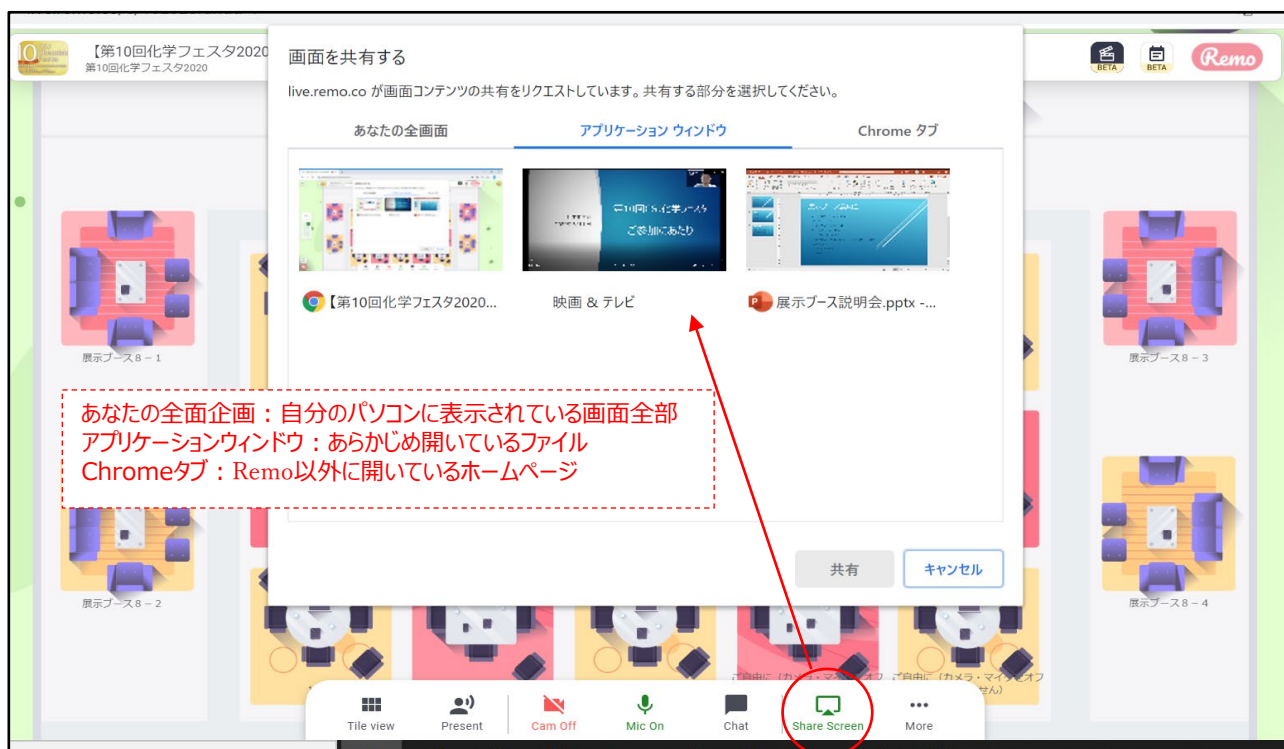 【第10回化学フェスタ2020
第10回化学フェスタ2020
BETA
BETA
Remo
画面を共有する
live.remo.co が画面コンテンツの共有をリクエストしています。共有する部分を選択してください。
あなたの全画面
アプリケーション ウィンドウ
Chrome タブ
ご参加にあたり
【第10回化学フェスタ2020...
映画 & テレビ
展示ブース説明会.pptx -...
展示ブース8－1
展示ブース8－3
あなたの全面企画：自分のパソコンに表示されている画面全部
アプリケーションウィンドウ：あらかじめ開いているファイル
Chromeタブ：Remo以外に開いているホームページ
共有
キャンセル
展示ブース8－2
展示ブース8－4
Tile view
Present
Cam Off
Mic On
Chat
Share Screen
More